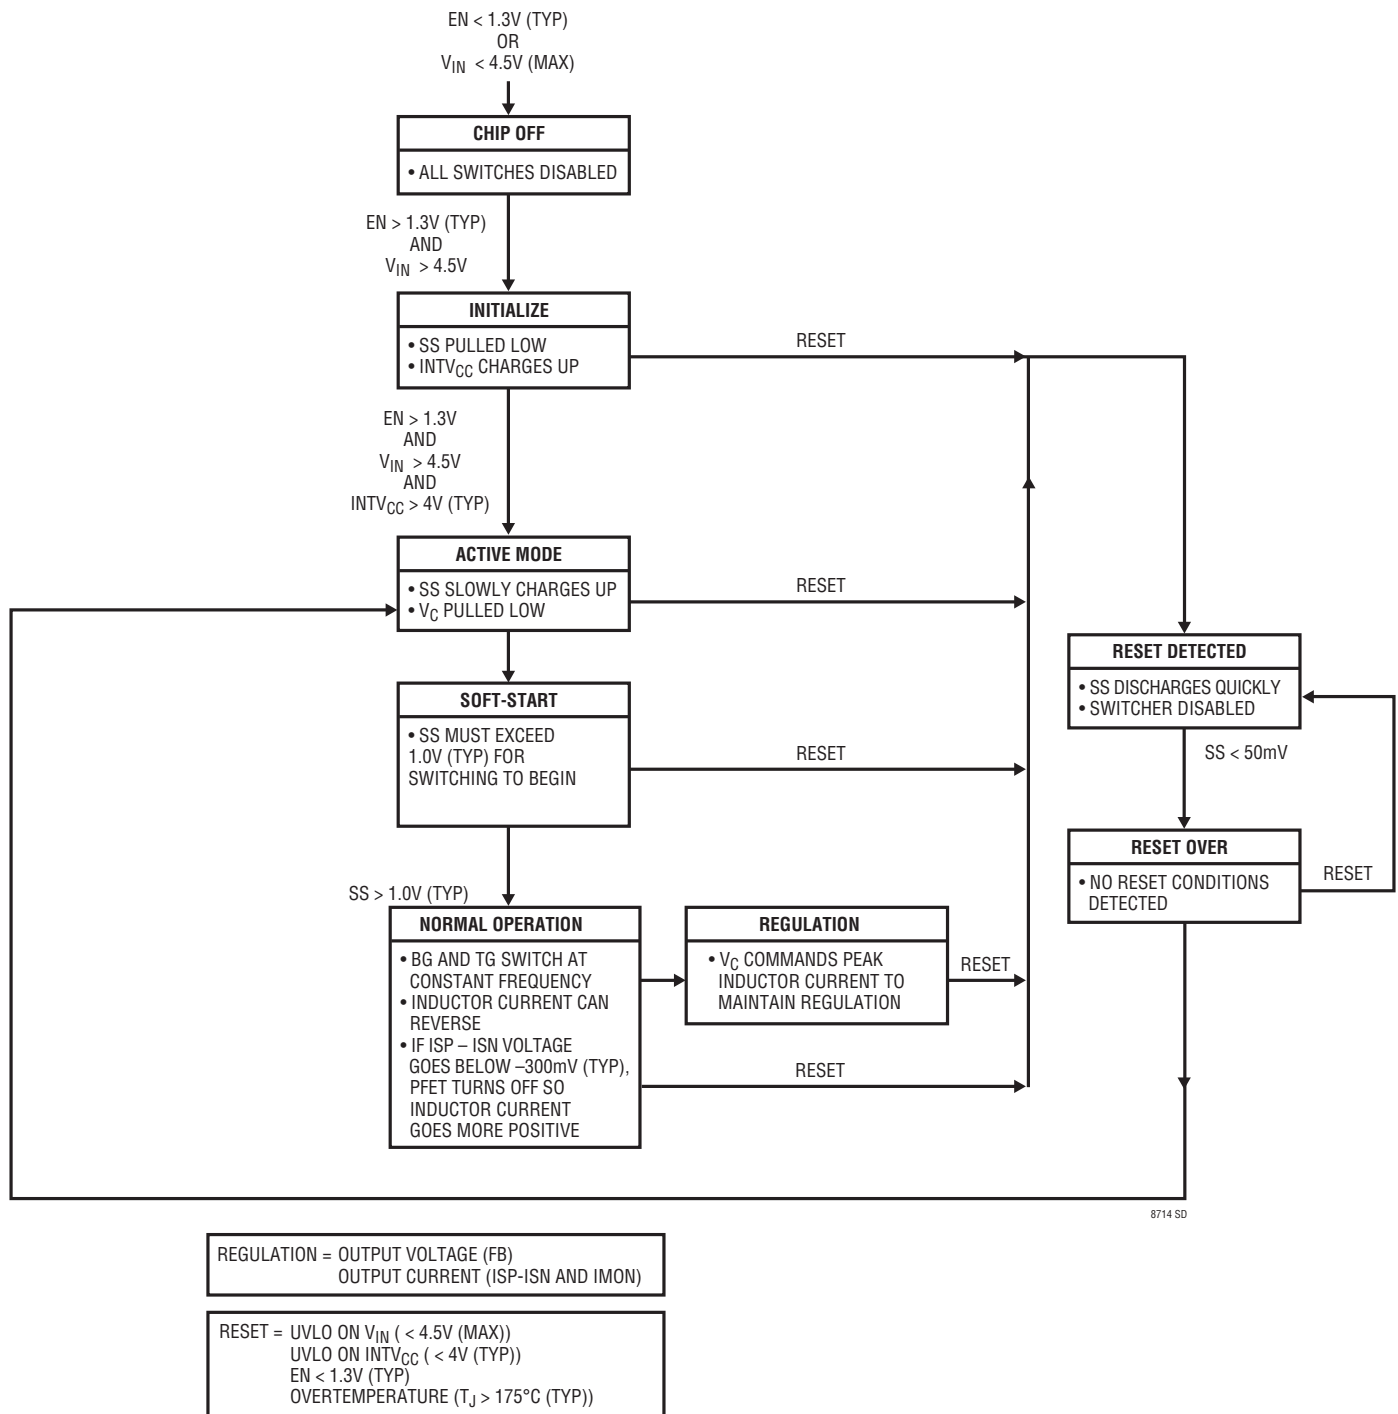 EN < 1.3V (TYP)
OR
VIN < 4.5V (MAX)
CHIP OFF
• ALL SWITCHES DISABLED
EN > 1.3V (TYP)
AND
VIN > 4.5V
INITIALIZE
• SS PULLED LOW
• INTVCC CHARGES UP
RESET
EN > 1.3V
AND
VIN > 4.5V
AND
INTVCC > 4V (TYP)
ACTIVE MODE
• SS SLOWLY CHARGES UP
• VC PULLED LOW
RESET
SOFT-START
• SS MUST EXCEED
1.0V (TYP) FOR
SWITCHING TO BEGIN
RESET
RESET DETECTED
• SS DISCHARGES QUICKLY
• SWITCHER DISABLED
SS < 50mV
RESET OVER
• NO RESET CONDITIONS
DETECTED
RESET
SS > 1.0V (TYP)
NORMAL OPERATION
• BG AND TG SWITCH AT
CONSTANT FREQUENCY
• INDUCTOR CURRENT CAN
REVERSE
• IF ISP – ISN VOLTAGE
GOES BELOW –300mV (TYP),
PFET TURNS OFF SO
INDUCTOR CURRENT
GOES MORE POSITIVE
REGULATION
• VC COMMANDS PEAK
INDUCTOR CURRENT TO
MAINTAIN REGULATION
RESET
RESET
8714 SD
REGULATION = OUTPUT VOLTAGE (FB)
OUTPUT CURRENT (ISP-ISN AND IMON)
RESET = UVLO ON VIN ( < 4.5V (MAX))
UVLO ON INTVCC ( < 4V (TYP))
EN < 1.3V (TYP)
OVERTEMPERATURE (TJ > 175°C (TYP))